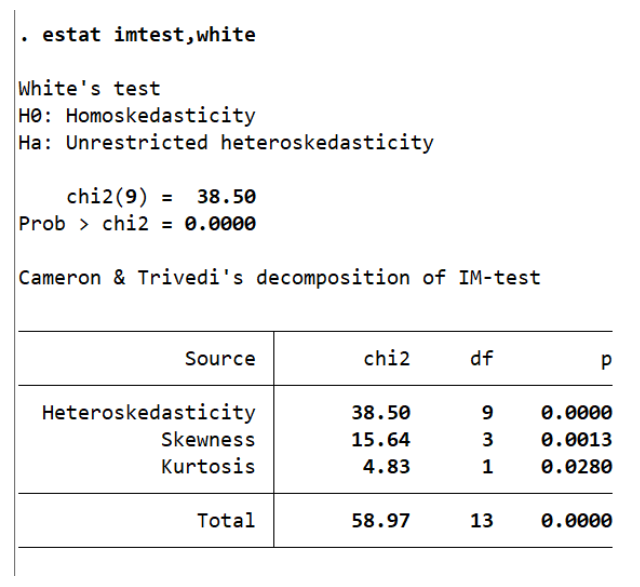 . estat imtest,white
White's test
H0: Homoskedasticity
Ha: Unrestricted heteroskedasticity
chi2(9) = 38.50
Prob > chi2 = 0.0000
Cameron & Trivedi's decomposition of IM-test
Source chi2 df p
Heteroskedasticity 38.50 9 0.0000
Skewness 15.64 3 0.0013
Kurtosis 4.83 1 0.0280
Total 58.97 13 0.0000